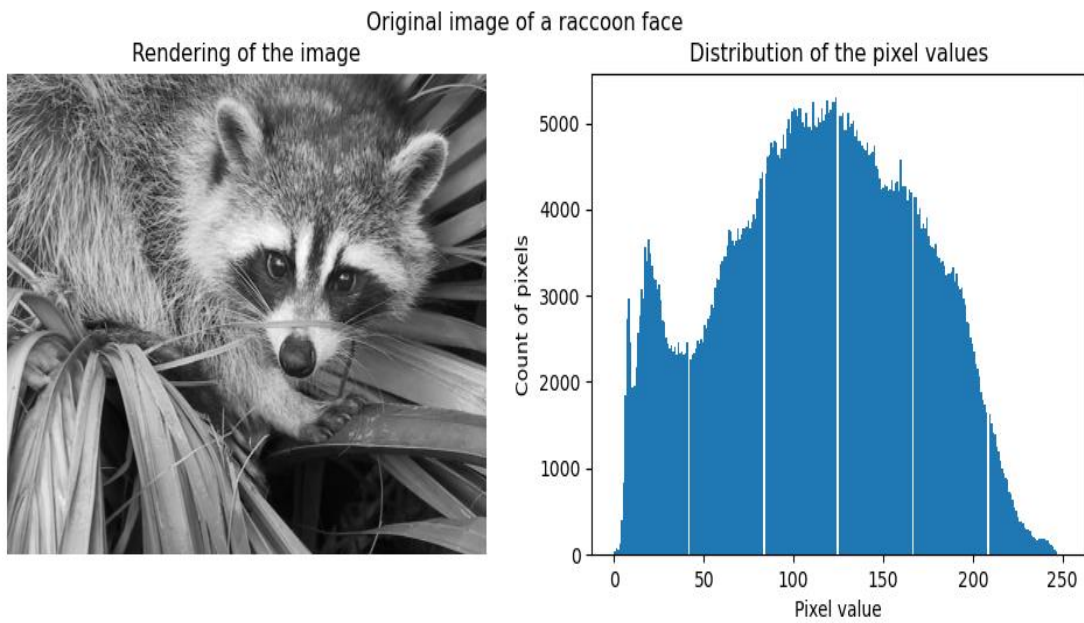 Original image of a raccoon face
Rendering of the image
Distribution of the pixel values
5000
4000
3000
2000
1000
0
Count of pixels
0 50 100 150 200 250
Pixel value